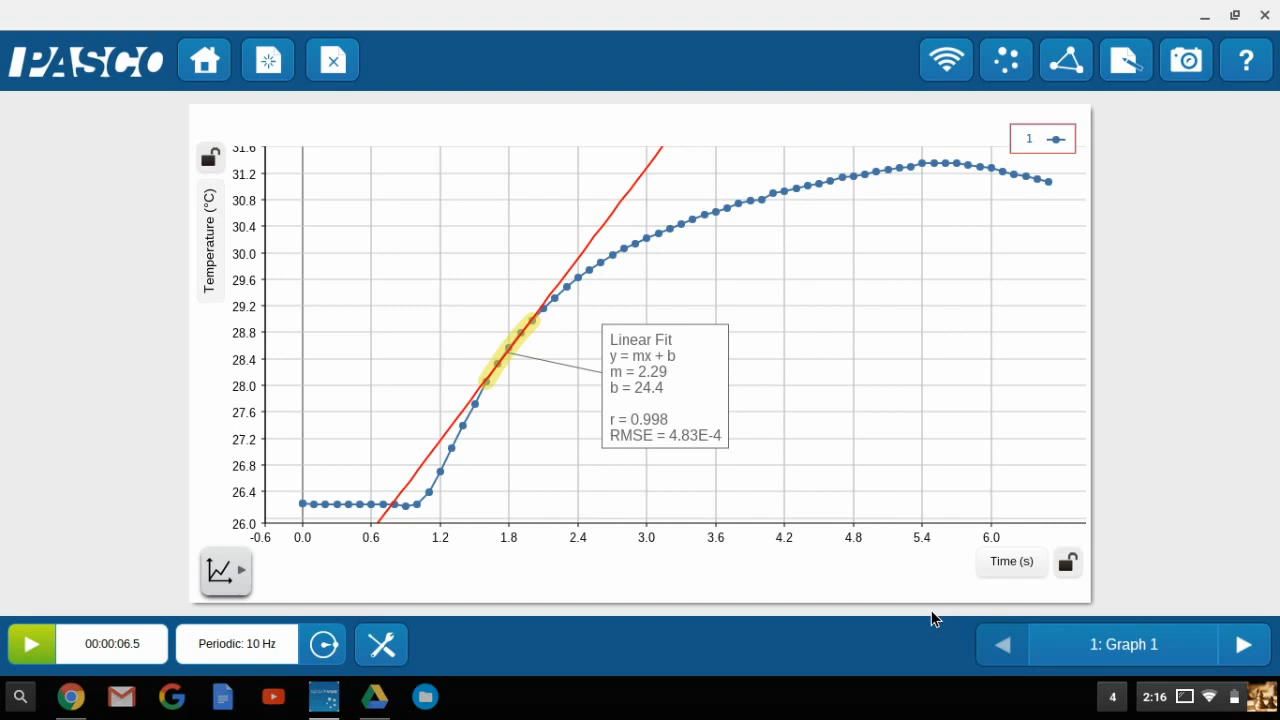 PASCO
?
1
Temperature (°C)
31.6
31.2
30.8
30.4
30.0
29.6
29.2
28.8
28.4
28.0
27.6
27.2
26.8
26.4
26.0
Linear Fit
y = mx + b
m = 2.29
b = 24.4
r = 0.998
RMSE = 4.83E-4
-0.6 0.0 0.6 1.2 1.8 2.4 3.0 3.6 4.2 4.8 5.4 6.0
Time (s)
00:00:06.5
Periodic: 10 Hz
1: Graph 1
4
2:16